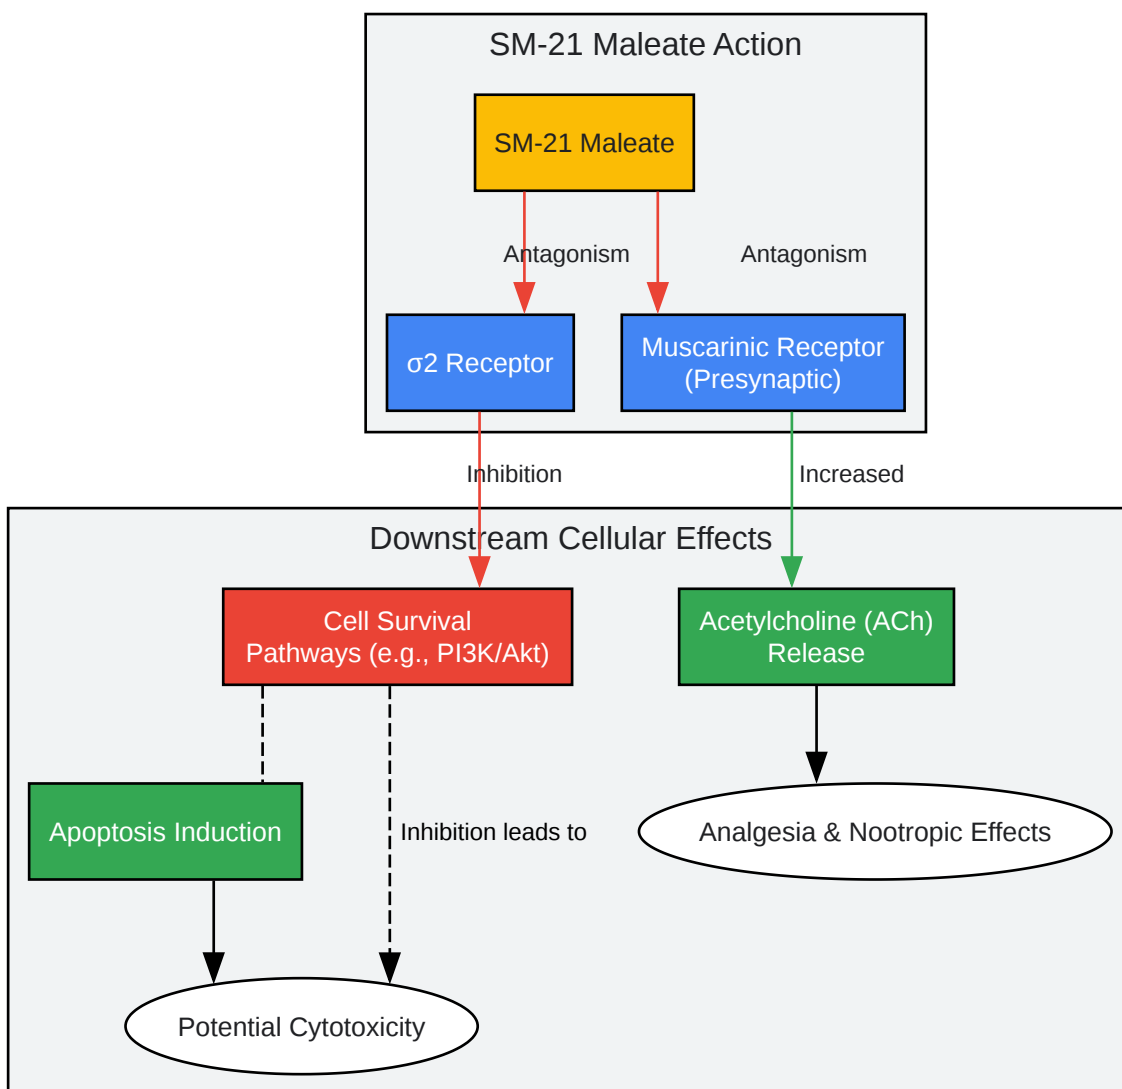 SM-21 Maleate Action
SM-21 Maleate
Antagonism
Antagonism
σ2 Receptor
Muscarinic Receptor
(Presynaptic)
Inhibition
Increased
Downstream Cellular Effects
Cell Survival
Pathways (e.g., PI3K/Akt)
Acetylcholine (ACh)
Release
Apoptosis Induction
Inhibition leads to
Analgesia & Nootropic Effects
Potential Cytotoxicity